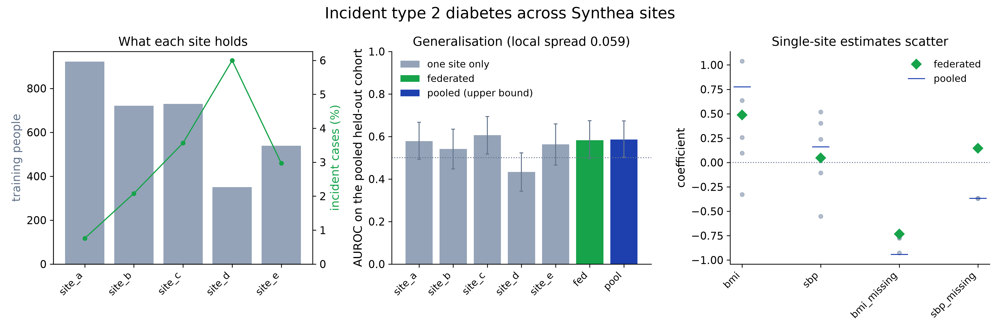 Incident type 2 diabetes across Synthea sites
What each site holds
training people
800
600
400
200
0
6
5
4
3
2
1
0
incident cases (%)
site_a
site_b
site_c
site_d
site_e
Generalisation (local spread 0.059)
AUROC on the pooled held-out cohort
1.0
0.8
0.6
0.4
0.2
0.0
one site only
federated
pooled (upper bound)
site_a
site_b
site_c
site_d
site_e
fed
pool
Single-site estimates scatter
coefficient
1.00
0.75
0.50
0.25
0.00
−0.25
−0.50
−0.75
−1.00
federated
pooled
bmi
sbp
bmi_missing
sbp_missing